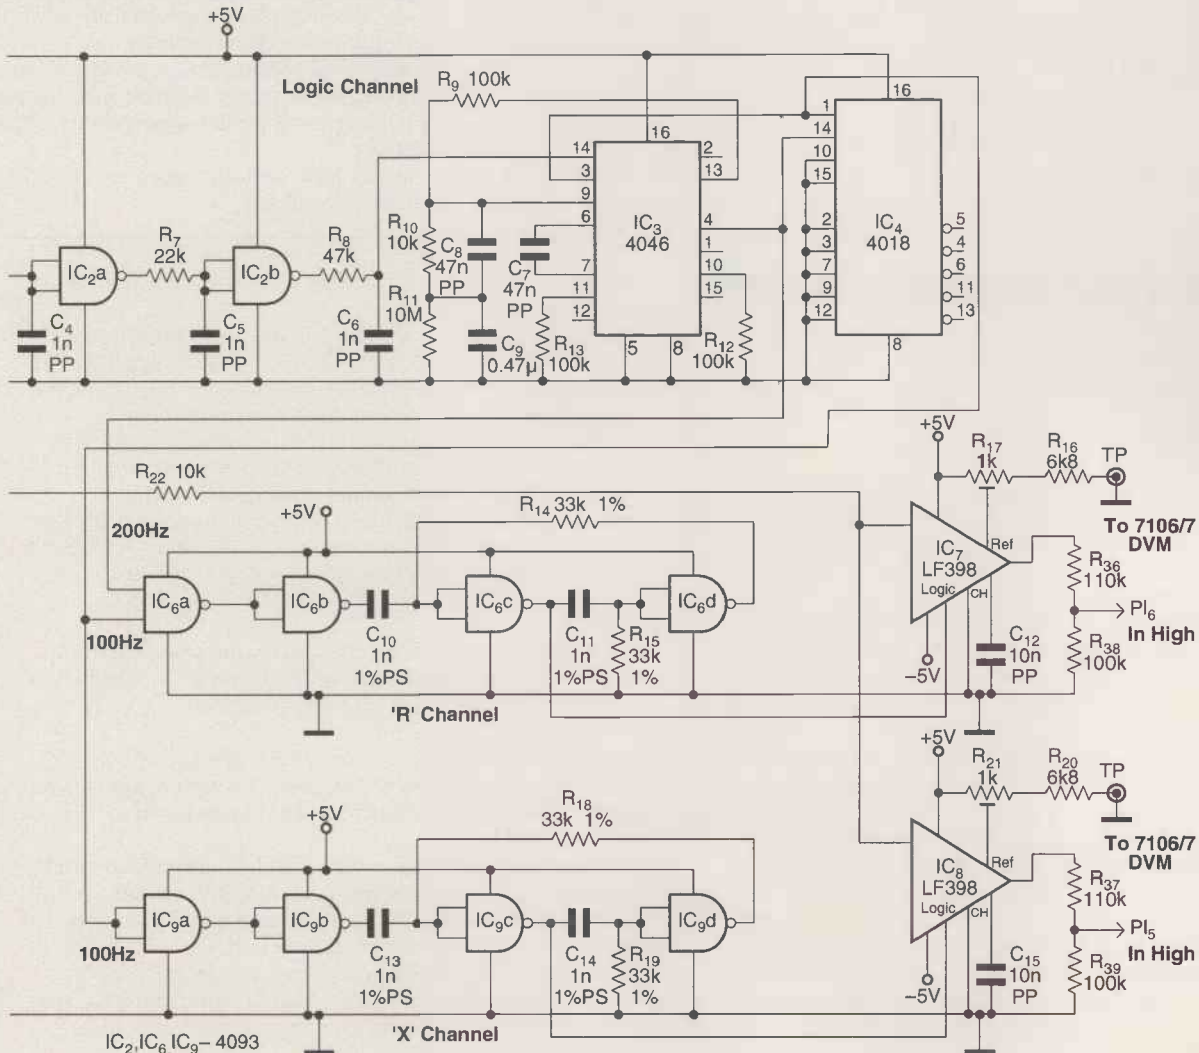 +5V
Logic Channel
R9 100k
16
14
3
9
6
7
11
12
2
13
4
1
10
15
5
8
IC3
4046
16
1
14
10
15
2
3
7
9
12
5
4
6
11
13
8
IC4
4018
IC2a
R7
22k
IC2b
R8
47k
R10
10k
C8
47n
PP
C7
47n
PP
R11
10M
C4
1n
PP
C5
1n
PP
C6
1n
PP
C9
0.47µ
R13
100k
R12
100k
R22 10k
200Hz
+5V
R14 33k 1%
+5V
R17
1k
R16
6k8
TP
To 7106/7
DVM
IC6a
IC6b
IC6c
IC6d
IC7
LF398
Logic
Ref
CH
R36
110k
PI6
In High
100Hz
C10
1n
1%PS
C11
1n
1%PS
R15
33k
1%
–5V
C12
10n
PP
R38
100k
'R' Channel
+5V
R18
33k 1%
+5V
R21
1k
R20
6k8
TP
To 7106/7
DVM
IC9a
IC9b
IC9c
IC9d
IC8
LF398
Logic
Ref
CH
R37
110k
PI5
In High
100Hz
C13
1n
1%PS
C14
1n
1%PS
R19
33k
1%
–5V
C15
10n
PP
R39
100k
'X' Channel
IC2,IC6 IC9– 4093